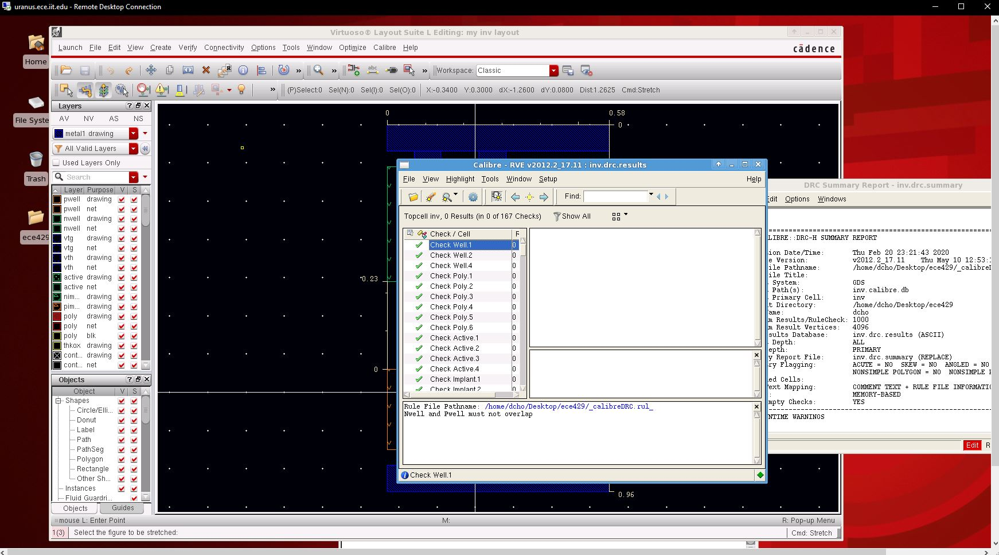 uranus.ece.iit.edu - Remote Desktop Connection
Home
File Syste
Trash
ece429
Virtuoso® Layout Suite L Editing: my inv layout
Launch File Edit View Create Verify Connectivity Options Tools Window Optimize Calibre Help
cādence
Workspace: Classic
(P)Select:0 Sel(N):0 Sel(I):0 Sel(O):0 X:-0.3400 Y:0.3000 dX:-1.2600 dY:0.0800 Dist:1.2625 Cmd:Stretch
Layers
AV NV AS NS
metal1 drawing
All Valid Layers
Used Layers Only
Search
Layer Purpose V S
pwell drawing
pwell net
nwell drawing
nwell net
vtg drawing
vtg net
vth drawing
vth net
active drawing
active net
nim... drawing
pim... drawing
poly drawing
poly net
poly blk
thkox drawing
cont... drawing
cont... net
Objects
Object V S
Shapes
Circle/Elli...
Donut
Label
Path
PathSeg
Polygon
Rectangle
Other Sh...
Instances
Fluid Guardri...
Objects Guides
0
0.58
0
0.23
0
0.96
Calibre - RVE v2012.2_17.11 : inv.drc.results
File View Highlight Tools Window Setup Help
Find:
Topcell inv, 0 Results (in 0 of 167 Checks) Show All
Check / Cell R
Check Well.1 0
Check Well.2 0
Check Well.4 0
Check Poly.1 0
Check Poly.2 0
Check Poly.3 0
Check Poly.4 0
Check Poly.5 0
Check Poly.6 0
Check Active.1 0
Check Active.2 0
Check Active.3 0
Check Active.4 0
Check Implant.1 0
Check Implant.2 0
Rule File Pathname: /home/dcho/Desktop/ece429/_calibreDRC.rul_
Nwell and Pwell must not overlap
Check Well.1
DRC Summary Report - inv.drc.summary
Edit Options Windows
ALIBRE::DRC-H SUMMARY REPORT
ion Date/Time: Thu Feb 20 23:21:43 2020
e Version: v2012.2_17.11 Thu May 10 12:53:
ile Pathname: /home/dcho/Desktop/ece429/_calibre
ile Title:
System: GDS
Path(s): inv.calibre.db
Primary Cell: inv
t Directory: /home/dcho/Desktop/ece429
ame: dcho
m Results/RuleCheck: 1000
m Result Vertices: 4096
sults Database: inv.drc.results (ASCII)
Depth: ALL
epth: PRIMARY
y Report File: inv.drc.summary (REPLACE)
ry Flagging: ACUTE = NO SKEW = NO ANGLED = NO
NONSIMPLE POLYGON = NO NONSIMPLE
ed Cells:
ext Mapping: COMMENT TEXT + RULE FILE INFORMATIO
MEMORY-BASED
mpty Checks: YES
NTIME WARNINGS
Edit R
mouse L: Enter Point M: R: Pop-up Menu
1(3) Select the figure to be stretched: Cmd: Stretch